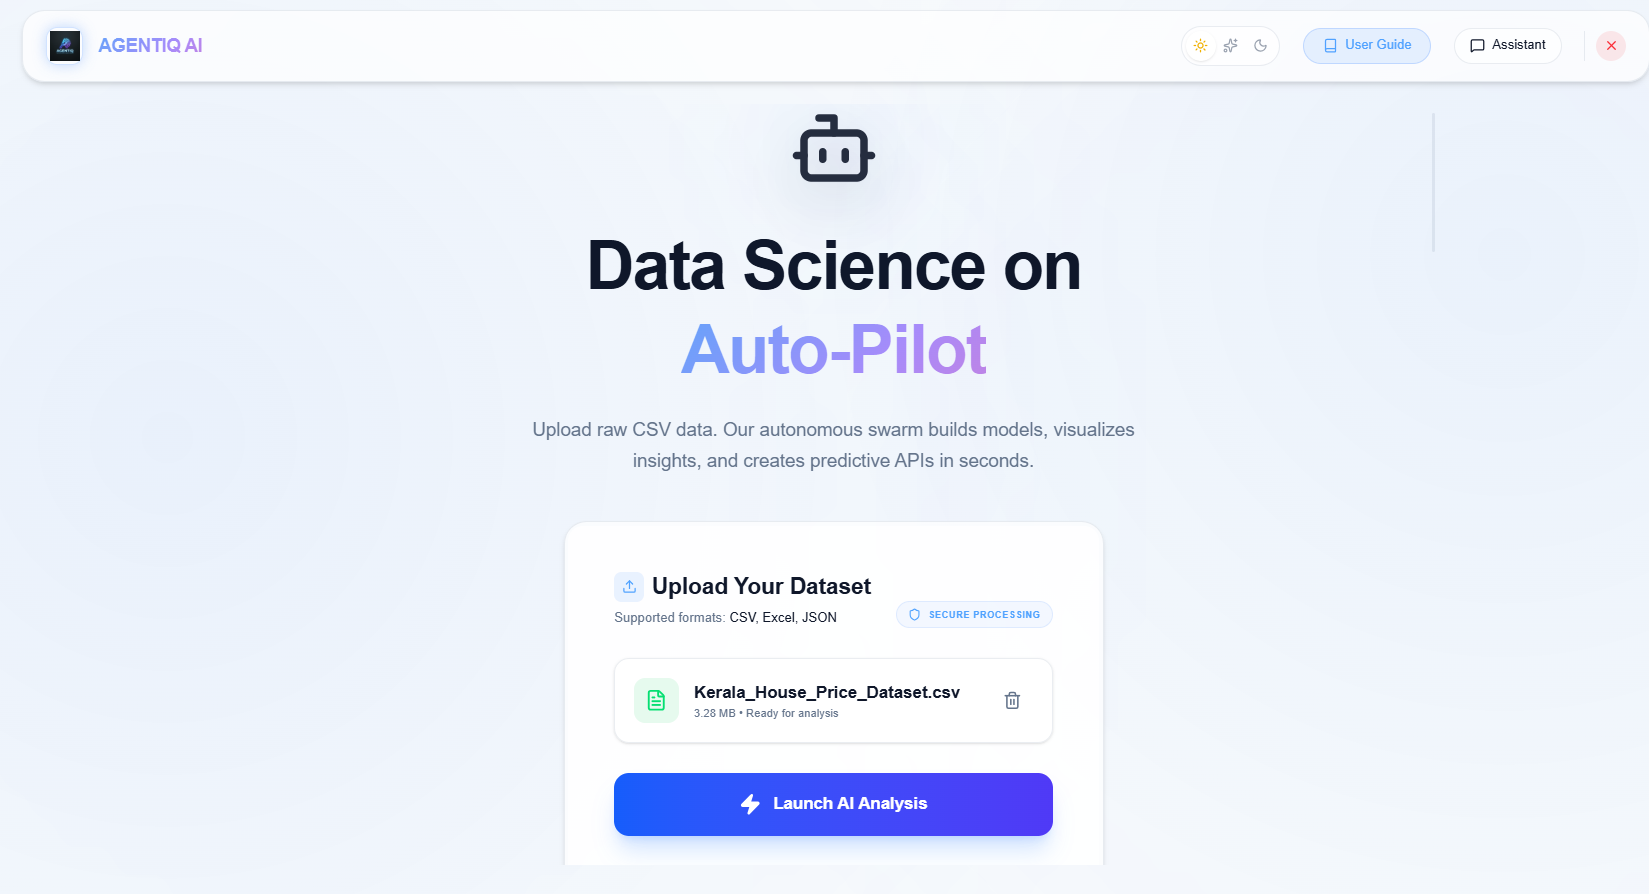 AGENTIQ AI
User Guide
Assistant
Data Science on
Auto-Pilot
Upload raw CSV data. Our autonomous swarm builds models, visualizes
insights, and creates predictive APIs in seconds.
Upload Your Dataset
Supported formats: CSV, Excel, JSON
SECURE PROCESSING
Kerala_House_Price_Dataset.csv
3.28 MB • Ready for analysis
Launch AI Analysis